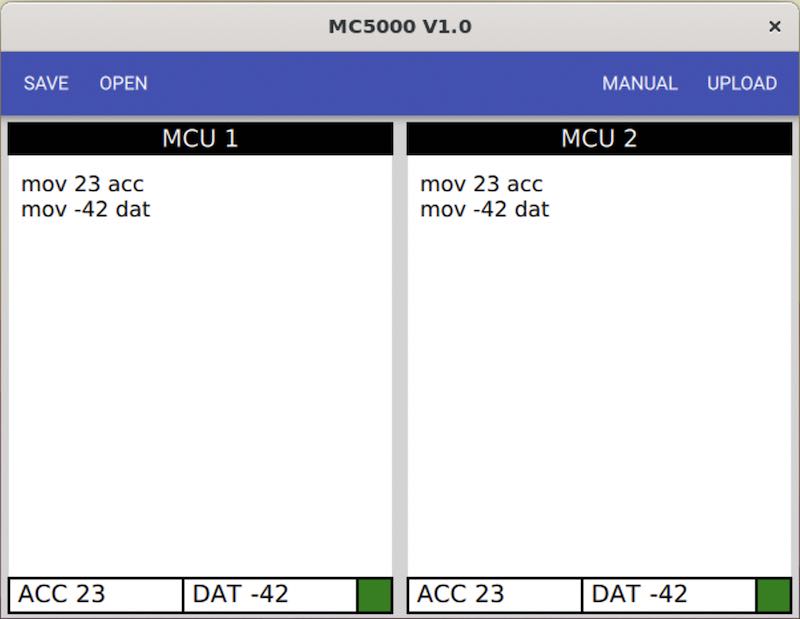 MC5000 V1.0 ×
SAVE OPEN MANUAL UPLOAD
MCU 1
mov 23 acc
mov -42 dat
ACC 23 DAT -42
MCU 2
mov 23 acc
mov -42 dat
ACC 23 DAT -42